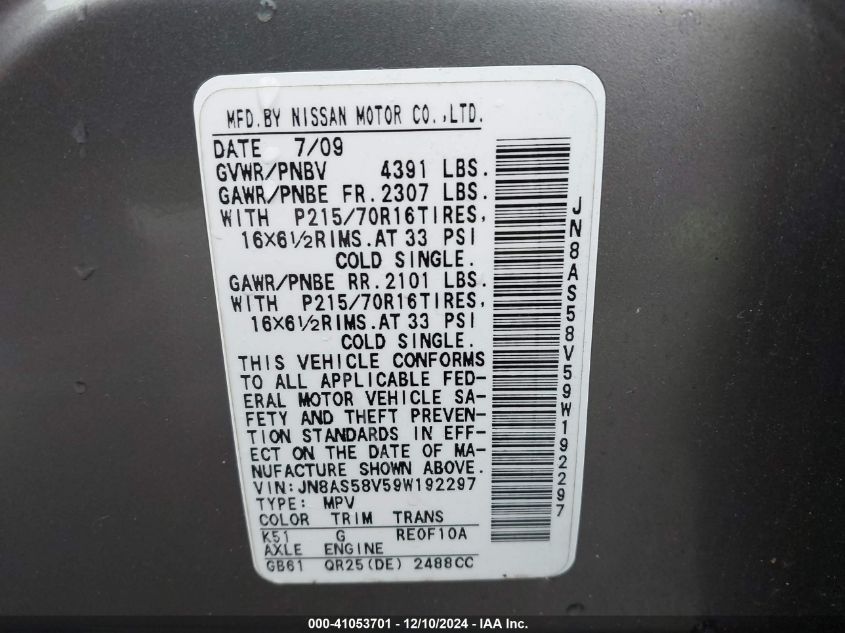 MFD.BY NISSAN MOTOR CO.,LTD.
DATE 7/09
GVWR/PNBV 4391 LBS.
GAWR/PNBE FR.2307 LBS.
WITH P215/70R16TIRES,
16X6½RIMS.AT 33 PSI
COLD SINGLE.
GAWR/PNBE RR.2101 LBS.
WITH P215/70R16TIRES,
16X6½RIMS.AT 33 PSI
COLD SINGLE.
THIS VEHICLE CONFORMS
TO ALL APPLICABLE FED-
ERAL MOTOR VEHICLE SA-
FETY AND THEFT PREVEN-
TION STANDARDS IN EFF-
ECT ON THE DATE OF MA-
NUFACTURE SHOWN ABOVE.
VIN:JN8AS58V59W192297
TYPE: MPV
COLOR TRIM TRANS
K51 G RE0F10A
AXLE ENGINE
GB61 QR25(DE) 2488CC
JN8AS58V59W192297
000-41053701 - 12/10/2024 - IAA Inc.